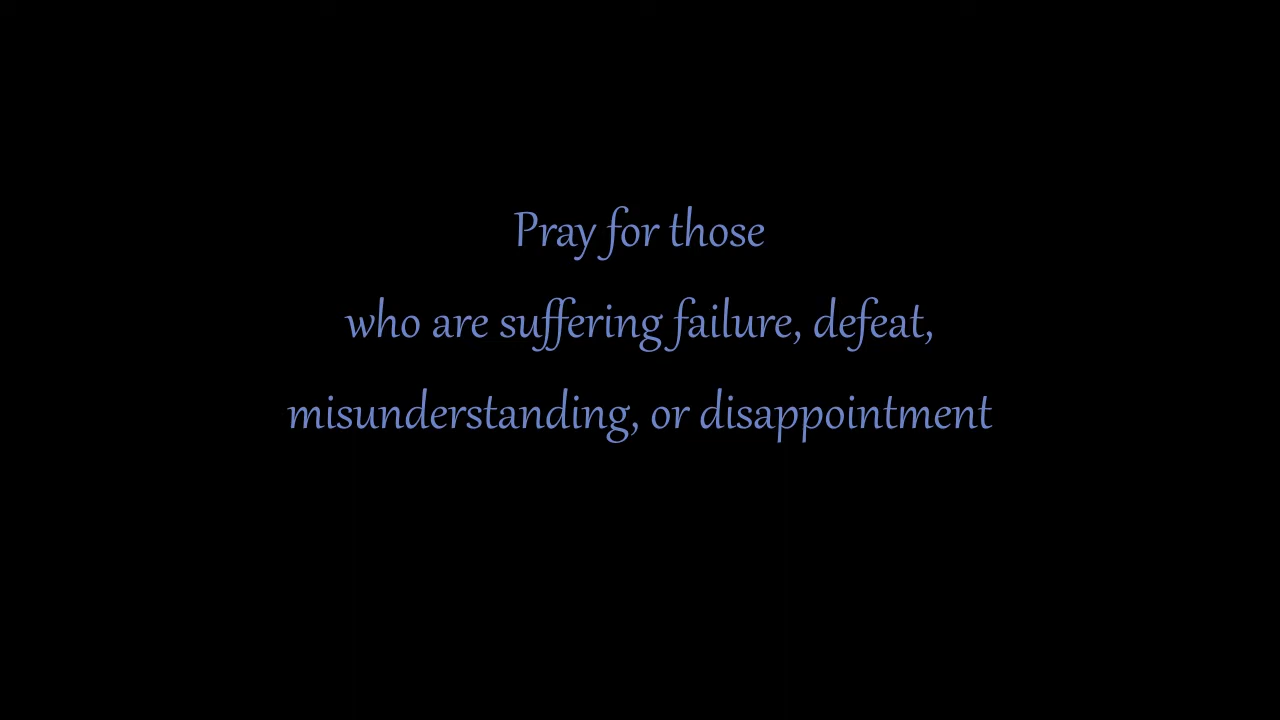 Pray for those
who are suffering failure, defeat,
misunderstanding, or disappointment